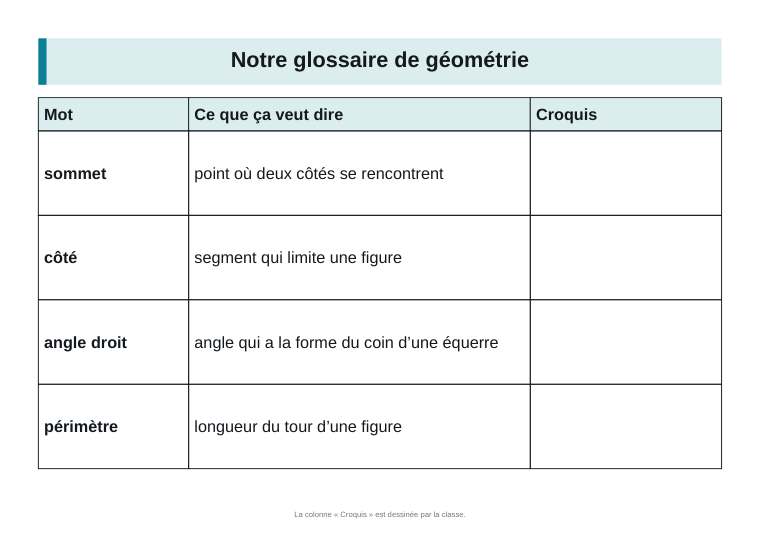 Notre glossaire de géométrie
Mot Ce que ça veut dire Croquis
sommet point où deux côtés se rencontrent
côté segment qui limite une figure
angle droit angle qui a la forme du coin d’une équerre
périmètre longueur du tour d’une figure
La colonne « Croquis » est dessinée par la classe.